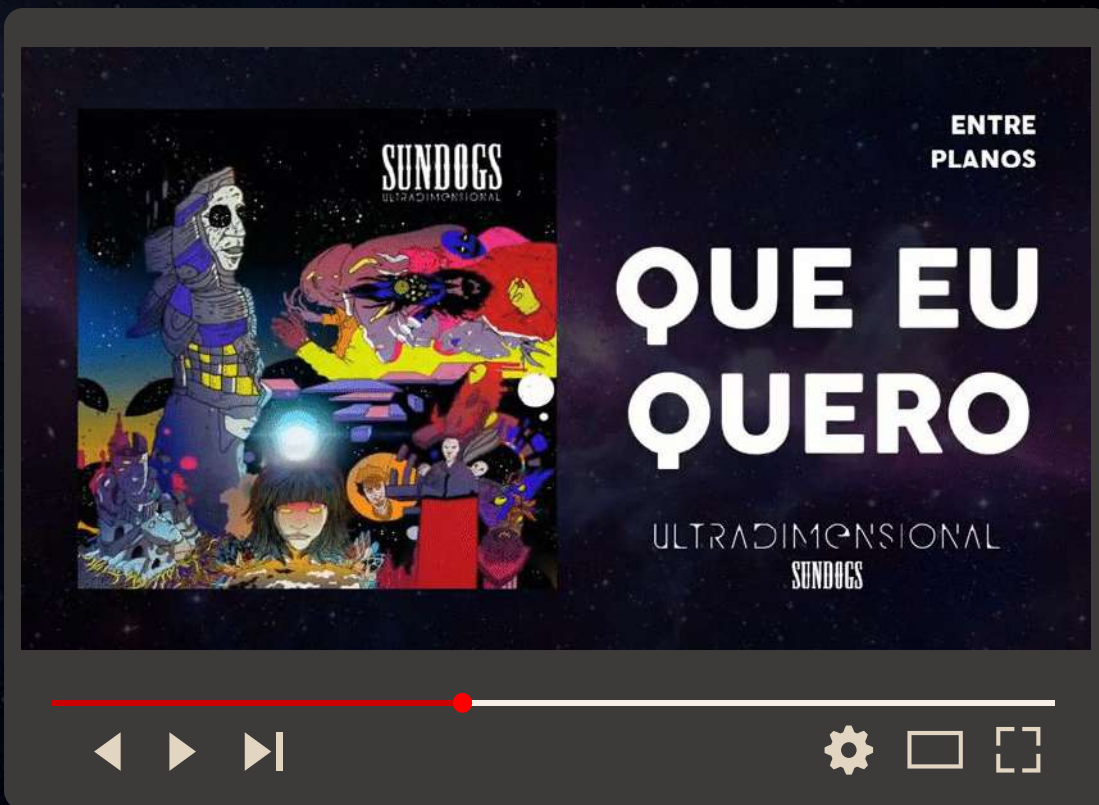 SUNDOGS
ULTRADIMENSIONAL
ENTRE
PLANOS
QUE EU
QUERO
ULTRADIMENSIONAL
SUNDOGS